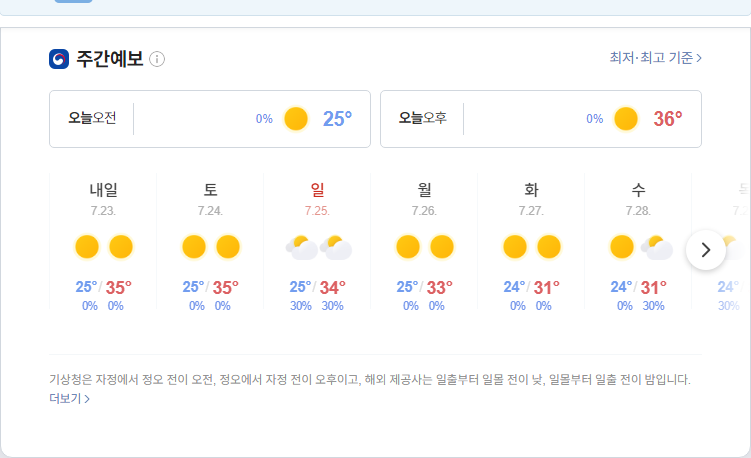 주간예보
최저·최고 기준
오늘오전 0% 25°
오늘오후 0% 36°
내일 토 일 월 화 수
7.23. 7.24. 7.25. 7.26. 7.27. 7.28.
25°/35° 25°/35° 25°/34° 25°/33° 24°/31° 24°/31° 24°
0% 0% 0% 0% 30% 30% 0% 0% 0% 0% 0% 30% 30%
기상청은 자정에서 정오 전이 오전, 정오에서 자정 전이 오후이고, 해외 제공사는 일출부터 일몰 전이 낮, 일몰부터 일출 전이 밤입니다.
더보기